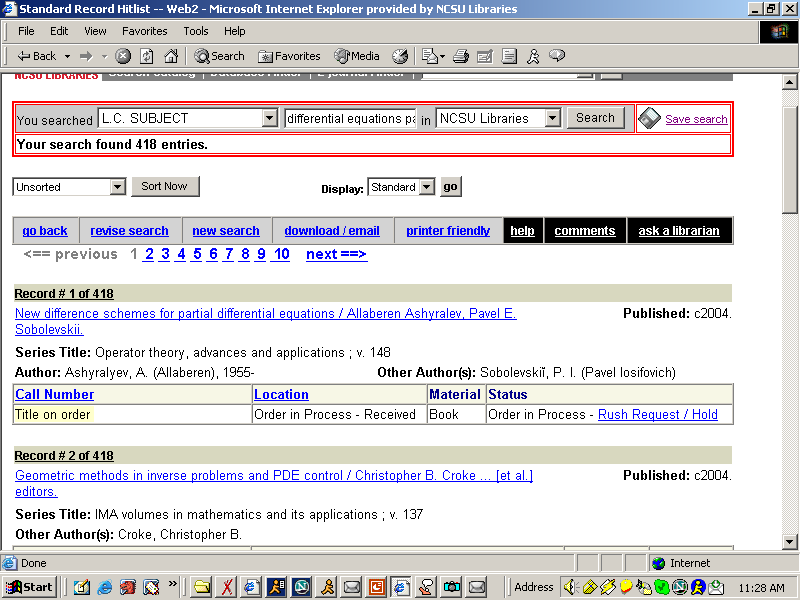 Standard Record Hitlist -- Web2 - Microsoft Internet Explorer provided by NCSU Libraries
File Edit View Favorites Tools Help
Back Search Favorites Media
NCSU LIBRARIES Search Catalog | Database Finder | E-journal Finder
You searched L.C. SUBJECT differential equations pa in NCSU Libraries Search Save search
Your search found 418 entries.
Unsorted Sort Now Display: Standard go
go back revise search new search download / email printer friendly help comments ask a librarian
<== previous 1 2 3 4 5 6 7 8 9 10 next ==>
Record # 1 of 418
New difference schemes for partial differential equations / Allaberen Ashyralev, Pavel E. Published: c2004.
Sobolevskii.
Series Title: Operator theory, advances and applications ; v. 148
Author: Ashyralyev, A. (Allaberen), 1955- Other Author(s): Sobolevskiĭ, P. I. (Pavel Iosifovich)
Call Number Location Material Status
Title on order Order in Process - Received Book Order in Process - Rush Request / Hold
Record # 2 of 418
Geometric methods in inverse problems and PDE control / Christopher B. Croke ... [et al.] Published: c2004.
editors.
Series Title: IMA volumes in mathematics and its applications ; v. 137
Other Author(s): Croke, Christopher B.
Done Internet
Start Address 11:28 AM